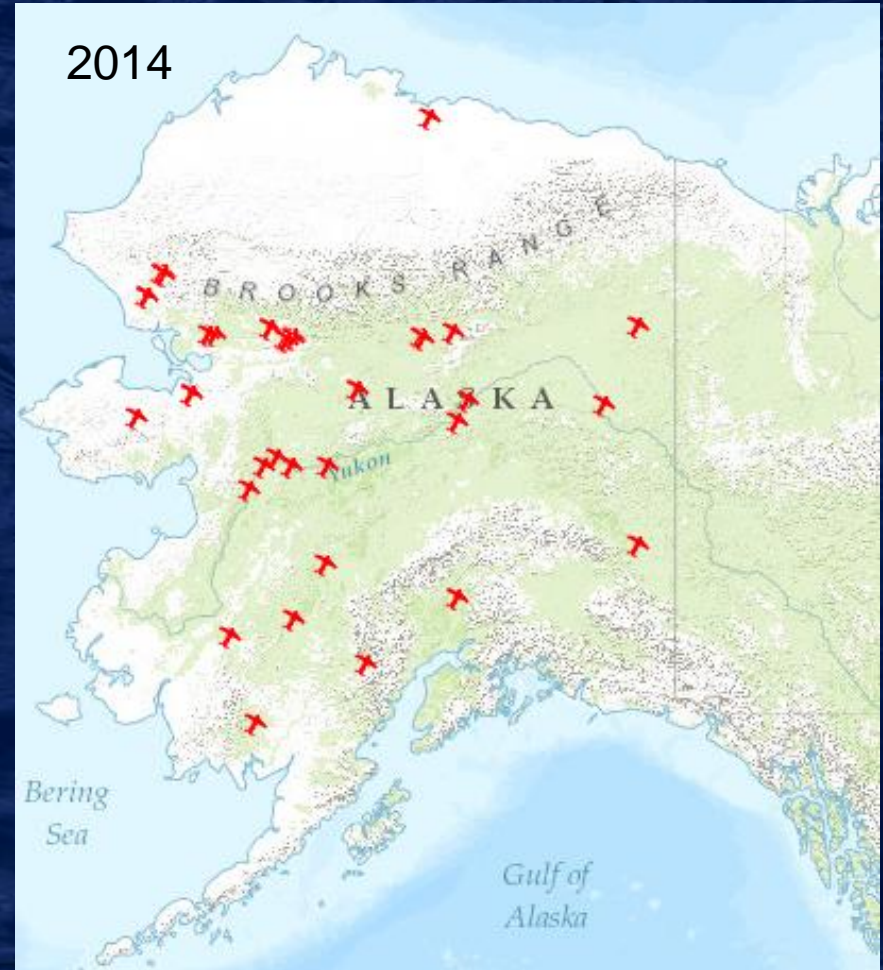 2014
BROOKS RANGE
ALASKA
Yukon
Bering
Sea
Gulf of
Alaska